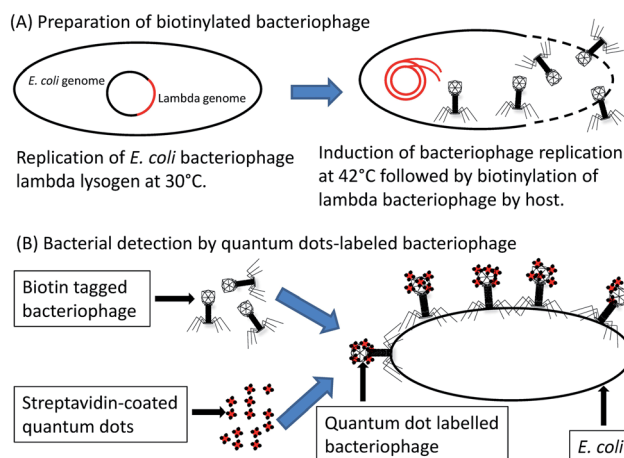 (A) Preparation of biotinylated bacteriophage
E. coli genome
Lambda genome
Replication of E. coli bacteriophage
lambda lysogen at 30°C.
Induction of bacteriophage replication
at 42°C followed by biotinylation of
lambda bacteriophage by host.
(B) Bacterial detection by quantum dots-labeled bacteriophage
Biotin tagged
bacteriophage
Streptavidin-coated
quantum dots
Quantum dot labelled
bacteriophage
E. coli